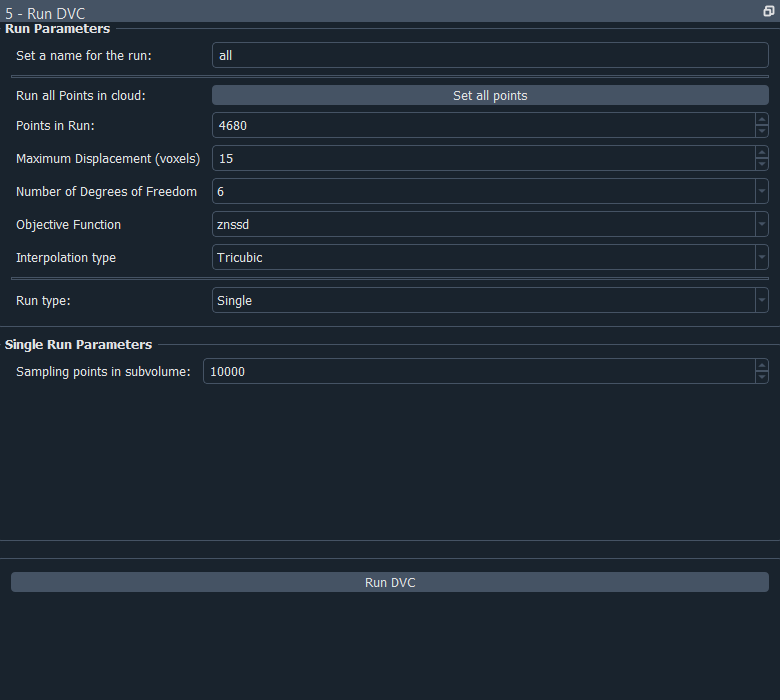 5 - Run DVC
Run Parameters
Set a name for the run: all
Run all Points in cloud: Set all points
Points in Run: 4680
Maximum Displacement (voxels) 15
Number of Degrees of Freedom 6
Objective Function znssd
Interpolation type Tricubic
Run type: Single
Single Run Parameters
Sampling points in subvolume: 10000
Run DVC